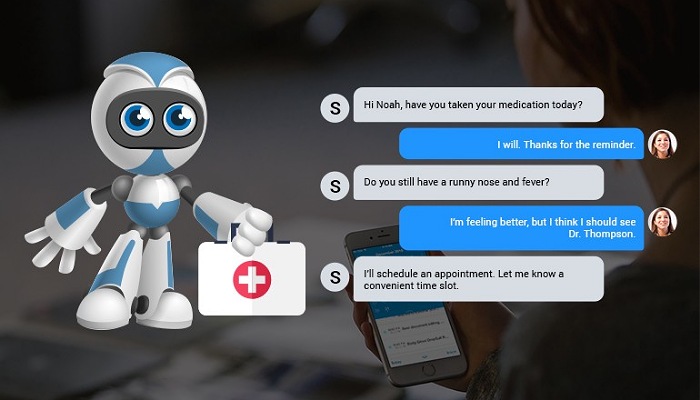 S
Hi Noah, have you taken your medication today?
I will. Thanks for the reminder.
S
Do you still have a runny nose and fever?
I'm feeling better, but I think I should see
Dr. Thompson.
S
I'll schedule an appointment. Let me know a
convenient time slot.